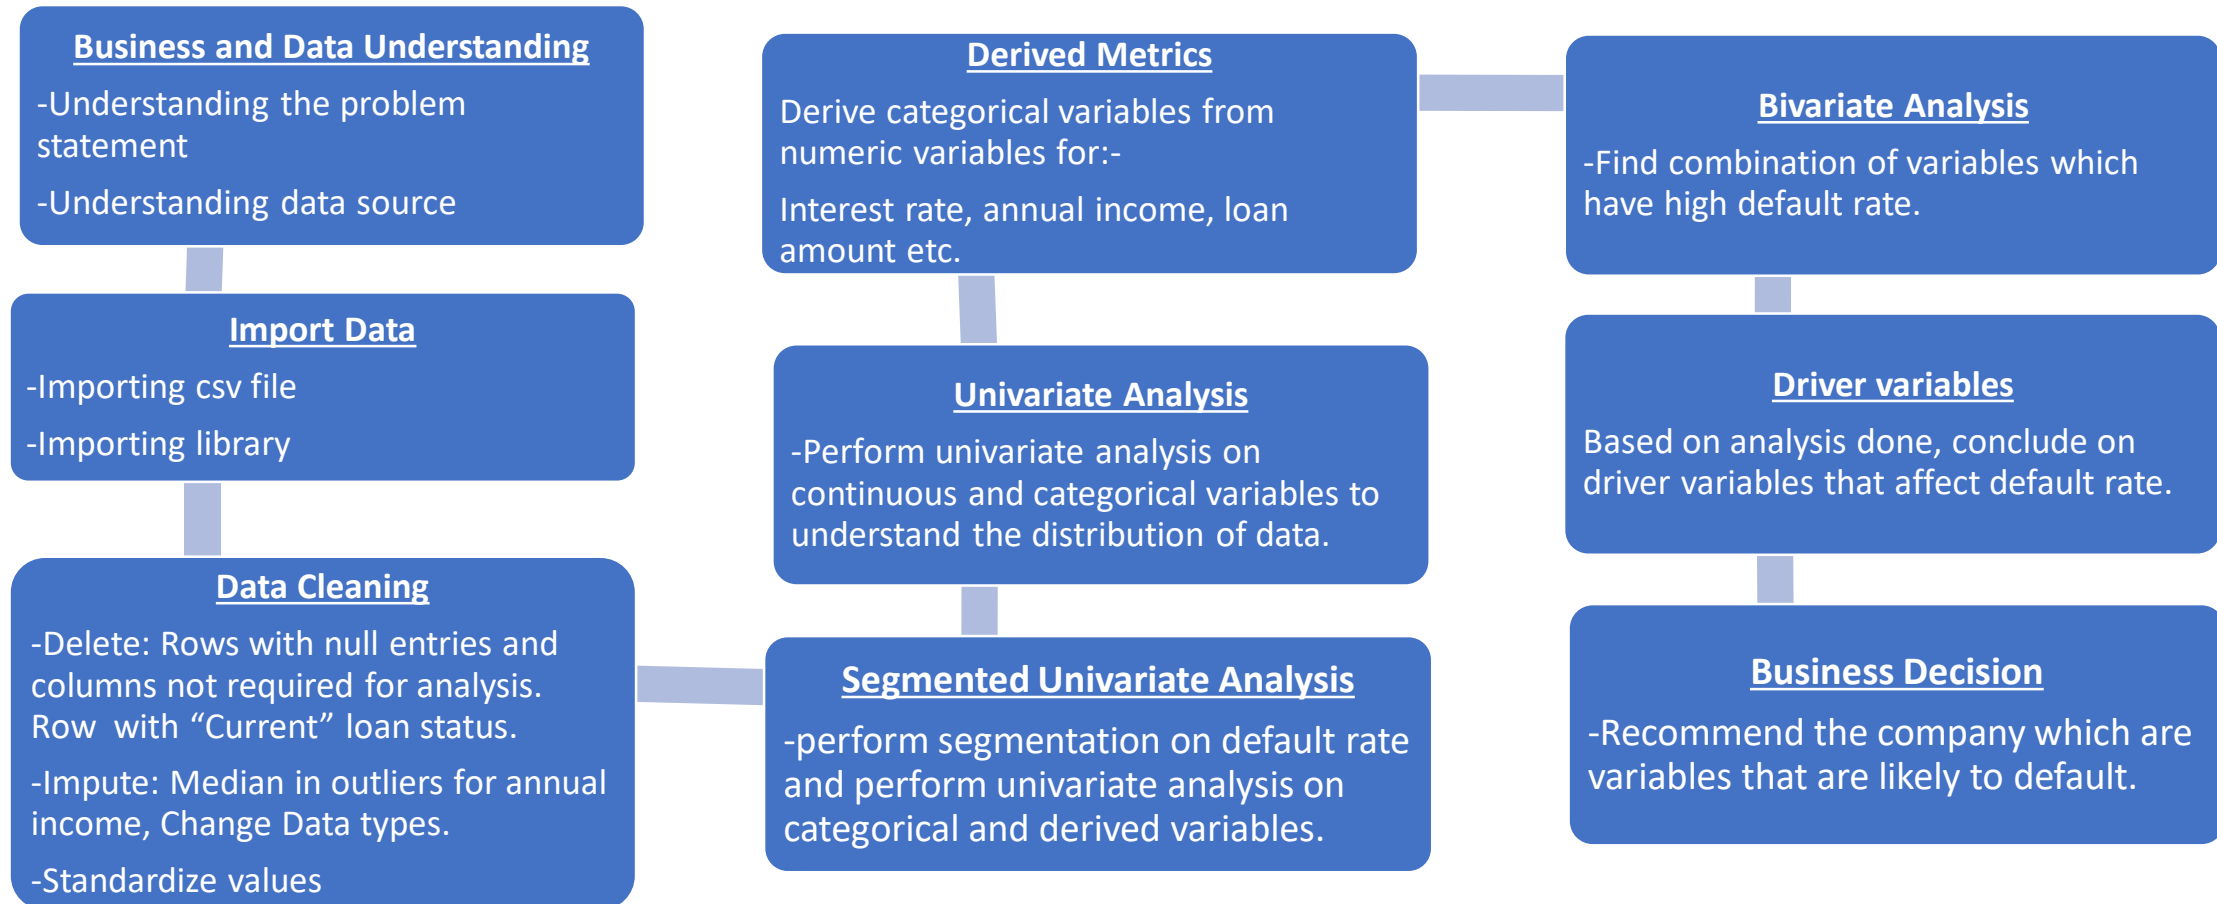 Business and Data Understanding
-Understanding the problem
statement
-Understanding data source
Import Data
-Importing csv file
-Importing library
Data Cleaning
-Delete: Rows with null entries and
columns not required for analysis.
Row  with “Current” loan status.
-Impute: Median in outliers for annual
income, Change Data types.
-Standardize values
Segmented Univariate Analysis
-perform segmentation on default rate
and perform univariate analysis on
categorical and derived variables.
Univariate Analysis
-Perform univariate analysis on
continuous and categorical variables to
understand the distribution of data.
Derived Metrics
Derive categorical variables from
numeric variables for:-
Interest rate, annual income, loan
amount etc.
Bivariate Analysis
-Find combination of variables which
have high default rate.
Driver variables
Based on analysis done, conclude on
driver variables that affect default rate.
Business Decision
-Recommend the company which are
variables that are likely to default.